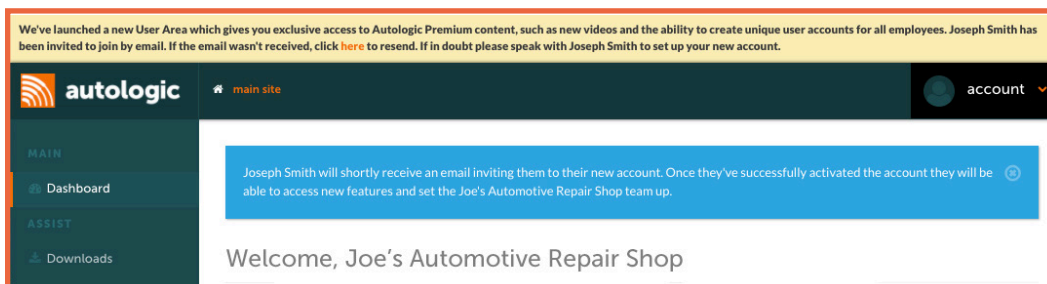 We've launched a new User Area which gives you exclusive access to Autologic Premium content, such as new videos and the ability to create unique user accounts for all employees. Joseph Smith has
been invited to join by email. If the email wasn't received, click here to resend. If in doubt please speak with Joseph Smith to set up your new account.
autologic
main site
account
MAIN
Dashboard
ASSIST
Downloads
Joseph Smith will shortly receive an email inviting them to their new account. Once they've successfully activated the account they will be
able to access new features and set the Joe's Automotive Repair Shop team up.
Welcome, Joe's Automotive Repair Shop